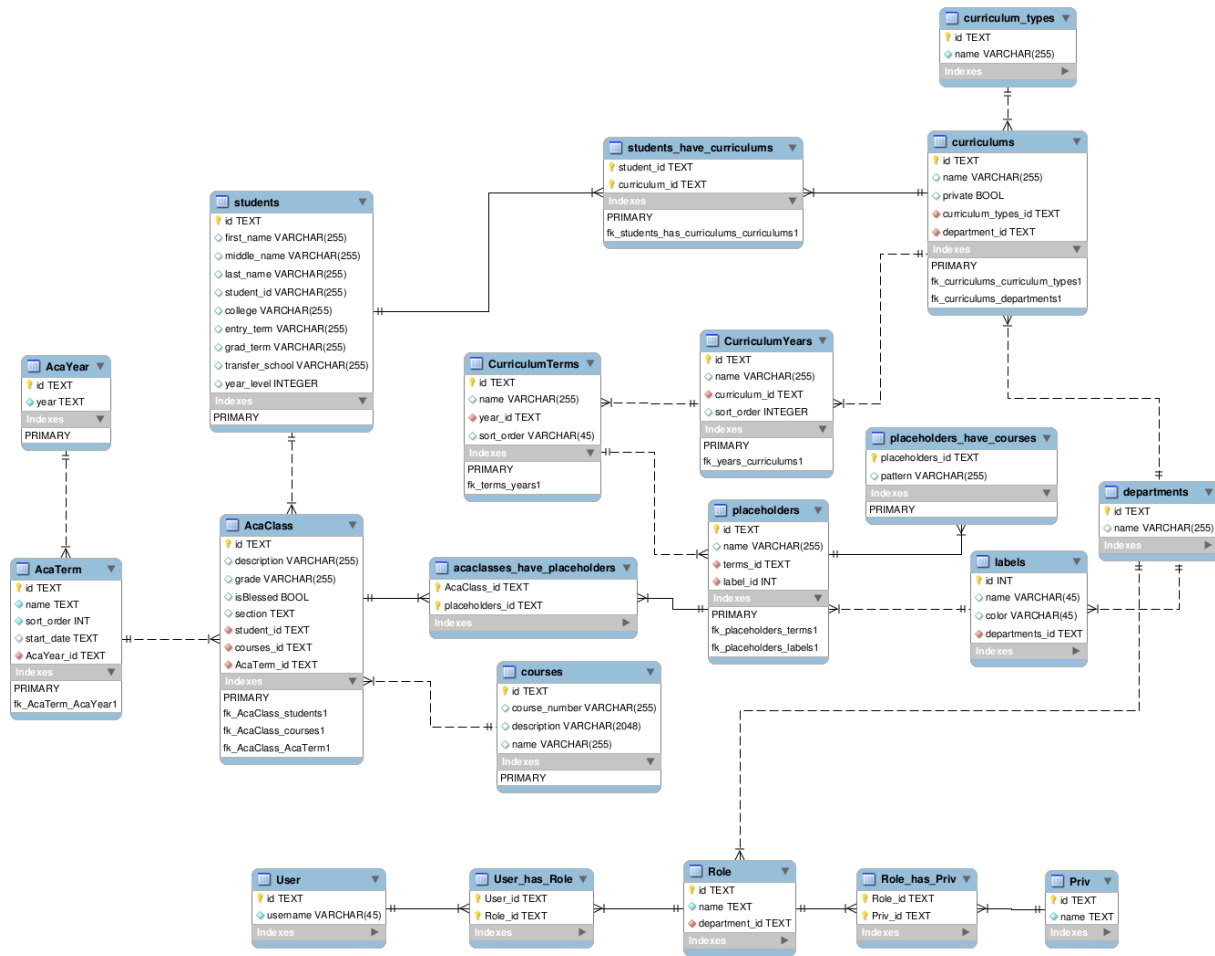 curriculum_types
id TEXT
name VARCHAR(255)
Indexes
curriculums
id TEXT
name VARCHAR(255)
private BOOL
curriculum_types_id TEXT
department_id TEXT
Indexes
PRIMARY
fk_curriculums_curriculum_types1
fk_curriculums_departments1
students_have_curriculums
student_id TEXT
curriculum_id TEXT
Indexes
PRIMARY
fk_students_has_curriculums_curriculums1
students
id TEXT
first_name VARCHAR(255)
middle_name VARCHAR(255)
last_name VARCHAR(255)
student_id VARCHAR(255)
college VARCHAR(255)
entry_term VARCHAR(255)
grad_term VARCHAR(255)
transfer_school VARCHAR(255)
year_level INTEGER
Indexes
PRIMARY
AcaYear
id TEXT
year TEXT
Indexes
PRIMARY
CurriculumTerms
id TEXT
name VARCHAR(255)
year_id TEXT
sort_order VARCHAR(45)
Indexes
PRIMARY
fk_terms_years1
CurriculumYears
id TEXT
name VARCHAR(255)
curriculum_id TEXT
sort_order INTEGER
Indexes
PRIMARY
fk_years_curriculums1
placeholders_have_courses
placeholders_id TEXT
pattern VARCHAR(255)
Indexes
PRIMARY
departments
id TEXT
name VARCHAR(255)
Indexes
AcaTerm
id TEXT
name TEXT
sort_order INT
start_date TEXT
AcaYear_id TEXT
Indexes
PRIMARY
fk_AcaTerm_AcaYear1
AcaClass
id TEXT
description VARCHAR(255)
grade VARCHAR(255)
isBlessed BOOL
section TEXT
student_id TEXT
courses_id TEXT
AcaTerm_id TEXT
Indexes
PRIMARY
fk_AcaClass_students1
fk_AcaClass_courses1
fk_AcaClass_AcaTerm1
acaclasses_have_placeholders
AcaClass_id TEXT
placeholders_id TEXT
Indexes
placeholders
id TEXT
name VARCHAR(255)
terms_id TEXT
label_id INT
Indexes
PRIMARY
fk_placeholders_terms1
fk_placeholders_labels1
labels
id INT
name VARCHAR(45)
color VARCHAR(45)
departments_id TEXT
Indexes
courses
id TEXT
course_number VARCHAR(255)
description VARCHAR(2048)
name VARCHAR(255)
Indexes
PRIMARY
User
id TEXT
username VARCHAR(45)
Indexes
User_has_Role
User_id TEXT
Role_id TEXT
Indexes
Role
id TEXT
name TEXT
department_id TEXT
Indexes
Role_has_Priv
Role_id TEXT
Priv_id TEXT
Indexes
Priv
id TEXT
name TEXT
Indexes